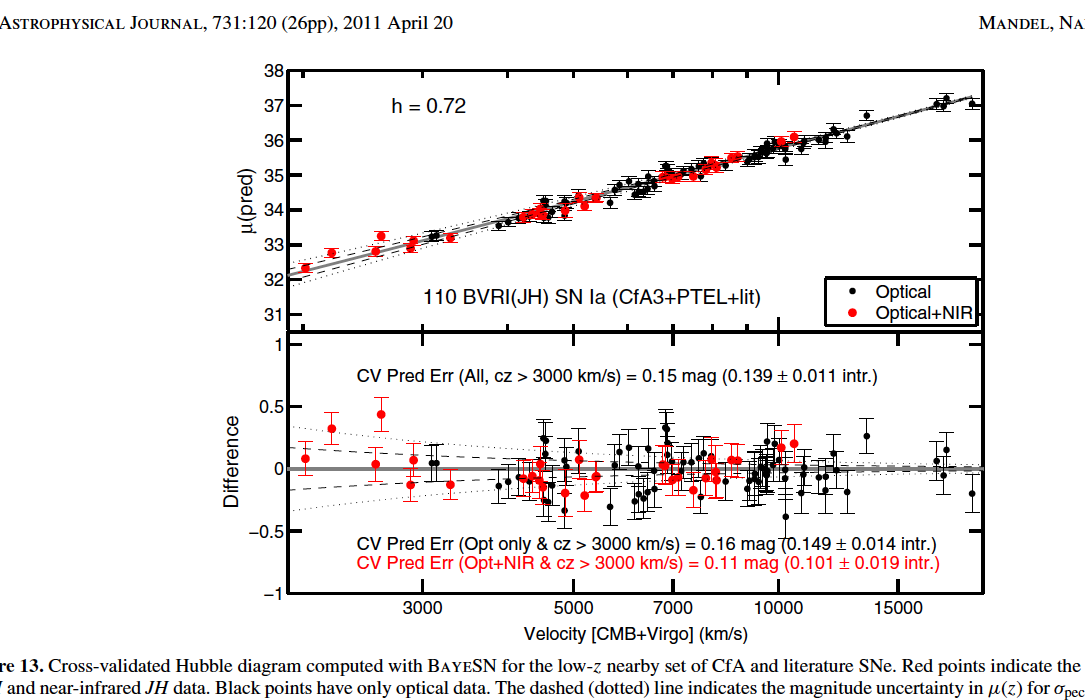 ASTROPHYSICAL JOURNAL, 731:120 (26pp), 2011 April 20 MANDEL,
38
37
36
35
34
33
32
31
μ(pred)
h = 0.72
110 BVRI(JH) SN Ia (CfA3+PTEL+lit)
Optical
Optical+NIR
1
0.5
0
−0.5
−1
Difference
CV Pred Err (All, cz > 3000 km/s) = 0.15 mag (0.139 ± 0.011 intr.)
CV Pred Err (Opt only & cz > 3000 km/s) = 0.16 mag (0.149 ± 0.014 intr.)
CV Pred Err (Opt+NIR & cz > 3000 km/s) = 0.11 mag (0.101 ± 0.019 intr.)
3000 5000 7000 10000 15000
Velocity [CMB+Virgo] (km/s)
re 13. Cross-validated Hubble diagram computed with BAYESN for the low-z nearby set of CfA and literature SNe. Red points indicate the
and near-infrared JH data. Black points have only optical data. The dashed (dotted) line indicates the magnitude uncertainty in μ(z) for σpec